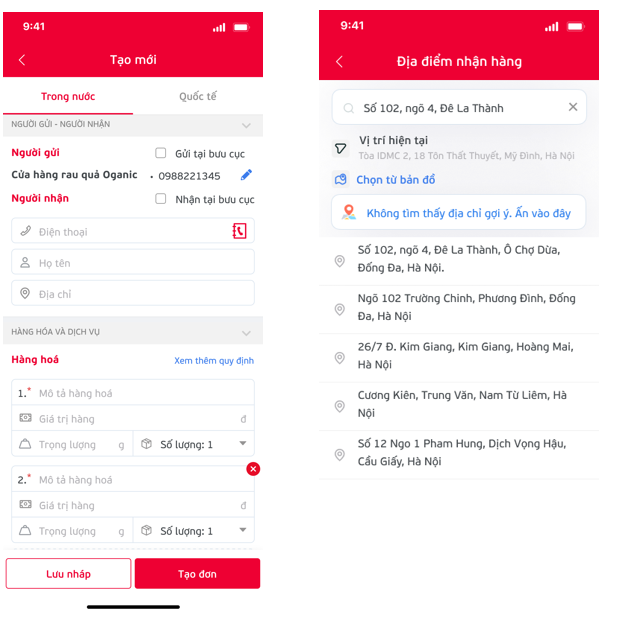 9:41
Tạo mới
Trong nước
Quốc tế
NGƯỜI GỬI - NGƯỜI NHẬN
Người gửi
Gửi tại bưu cục
Cửa hàng rau quả Oganic
• 0988221345
Người nhận
Nhận tại bưu cục
Điện thoại
Họ tên
Địa chỉ
HÀNG HÓA VÀ DỊCH VỤ
Hàng hoá
Xem thêm quy định
1.* Mô tả hàng hoá
Giá trị hàng
đ
Trọng lượng
g
Số lượng: 1
2.* Mô tả hàng hoá
Giá trị hàng
đ
Trọng lượng
g
Số lượng: 1
Lưu nháp
Tạo đơn
9:41
Địa điểm nhận hàng
Số 102, ngõ 4, Đê La Thành
Vị trí hiện tại
Tòa IDMC 2, 18 Tôn Thất Thuyết, Mỹ Đình, Hà Nội
Chọn từ bản đồ
Không tìm thấy địa chỉ gợi ý. Ấn vào đây
Số 102, ngõ 4, Đê La Thành, Ô Chợ Dừa,
Đống Đa, Hà Nội.
Ngõ 102 Trường Chinh, Phương Đình, Đống
Đa, Hà Nội
26/7 Đ. Kim Giang, Kim Giang, Hoàng Mai,
Hà Nội
Cương Kiên, Trung Văn, Nam Từ Liêm, Hà
Nội
Số 12 Ngo 1 Pham Hung, Dịch Vọng Hậu,
Cầu Giấy, Hà Nội